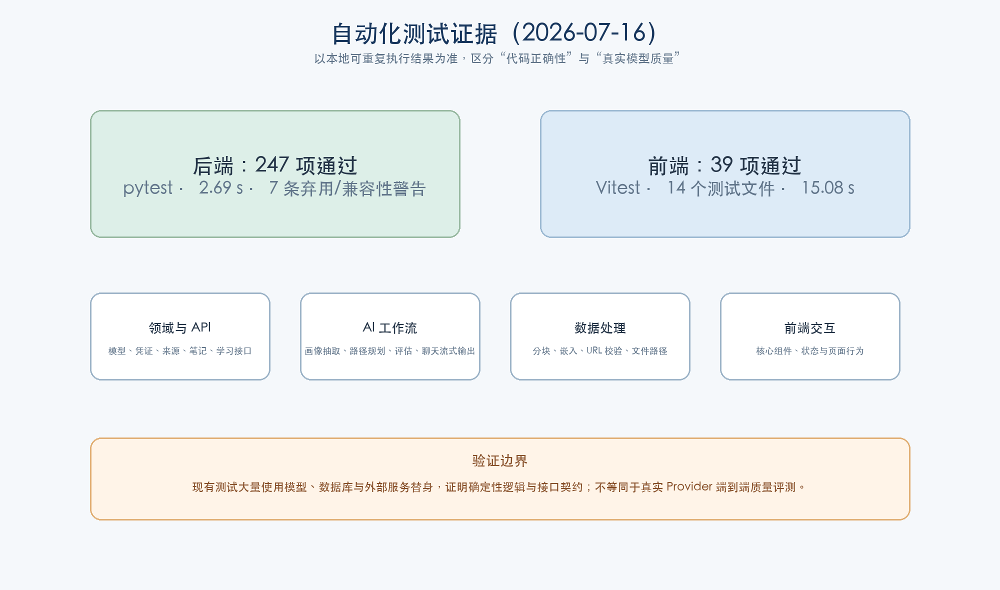 自动化测试证据（2026-07-16）
以本地可重复执行结果为准，区分“代码正确性”与“真实模型质量”
后端：247 项通过
pytest · 2.69 s · 7 条弃用/兼容性警告
前端：39 项通过
Vitest · 14 个测试文件 · 15.08 s
领域与 API
模型、凭证、来源、笔记、学习接口
AI 工作流
画像抽取、路径规划、评估、聊天流式输出
数据处理
分块、嵌入、URL 校验、文件路径
前端交互
核心组件、状态与页面行为
验证边界
现有测试大量使用模型、数据库与外部服务替身，证明确定性逻辑与接口契约；不等同于真实 Provider 端到端质量评测。